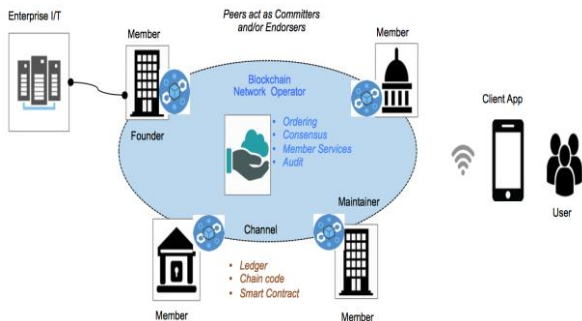 Enterprise I/T
Peers act as Committers
and/or Endorsers
Member
Member
Blockchain
Network Operator
Client App
• Ordering
• Consensus
• Member Services
• Audit
Founder
Maintainer
User
Channel
• Ledger
• Chain code
• Smart Contract
Member
Member